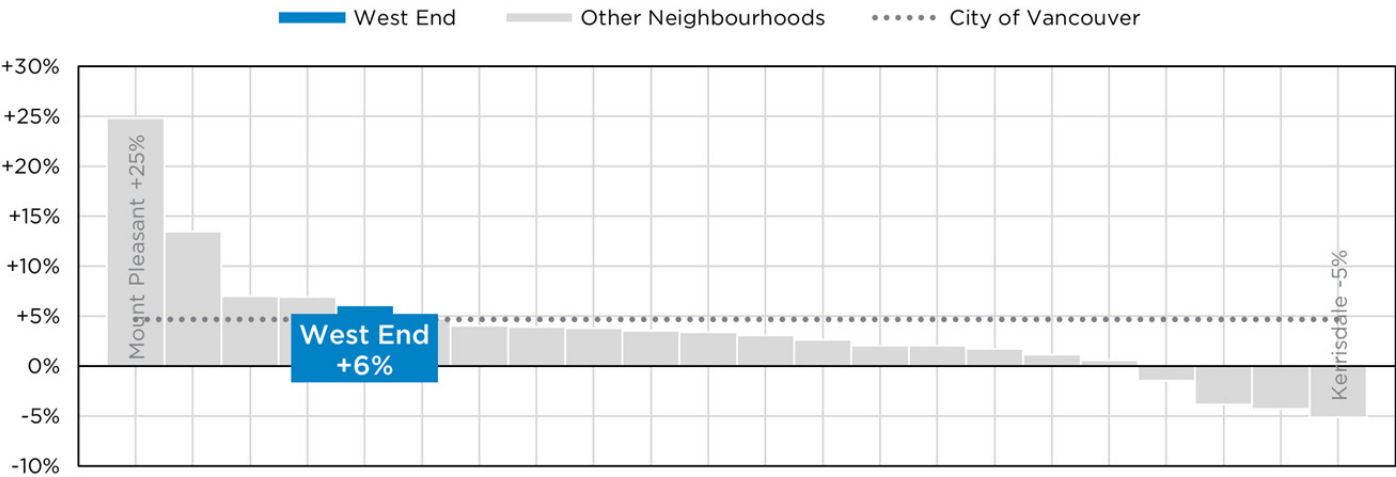 West End
Other Neighbourhoods
City of Vancouver
+30%
+25%
+20%
+15%
+10%
+5%
0%
-5%
-10%
Mount Pleasant +25%
West End
+6%
Kerrisdale -5%